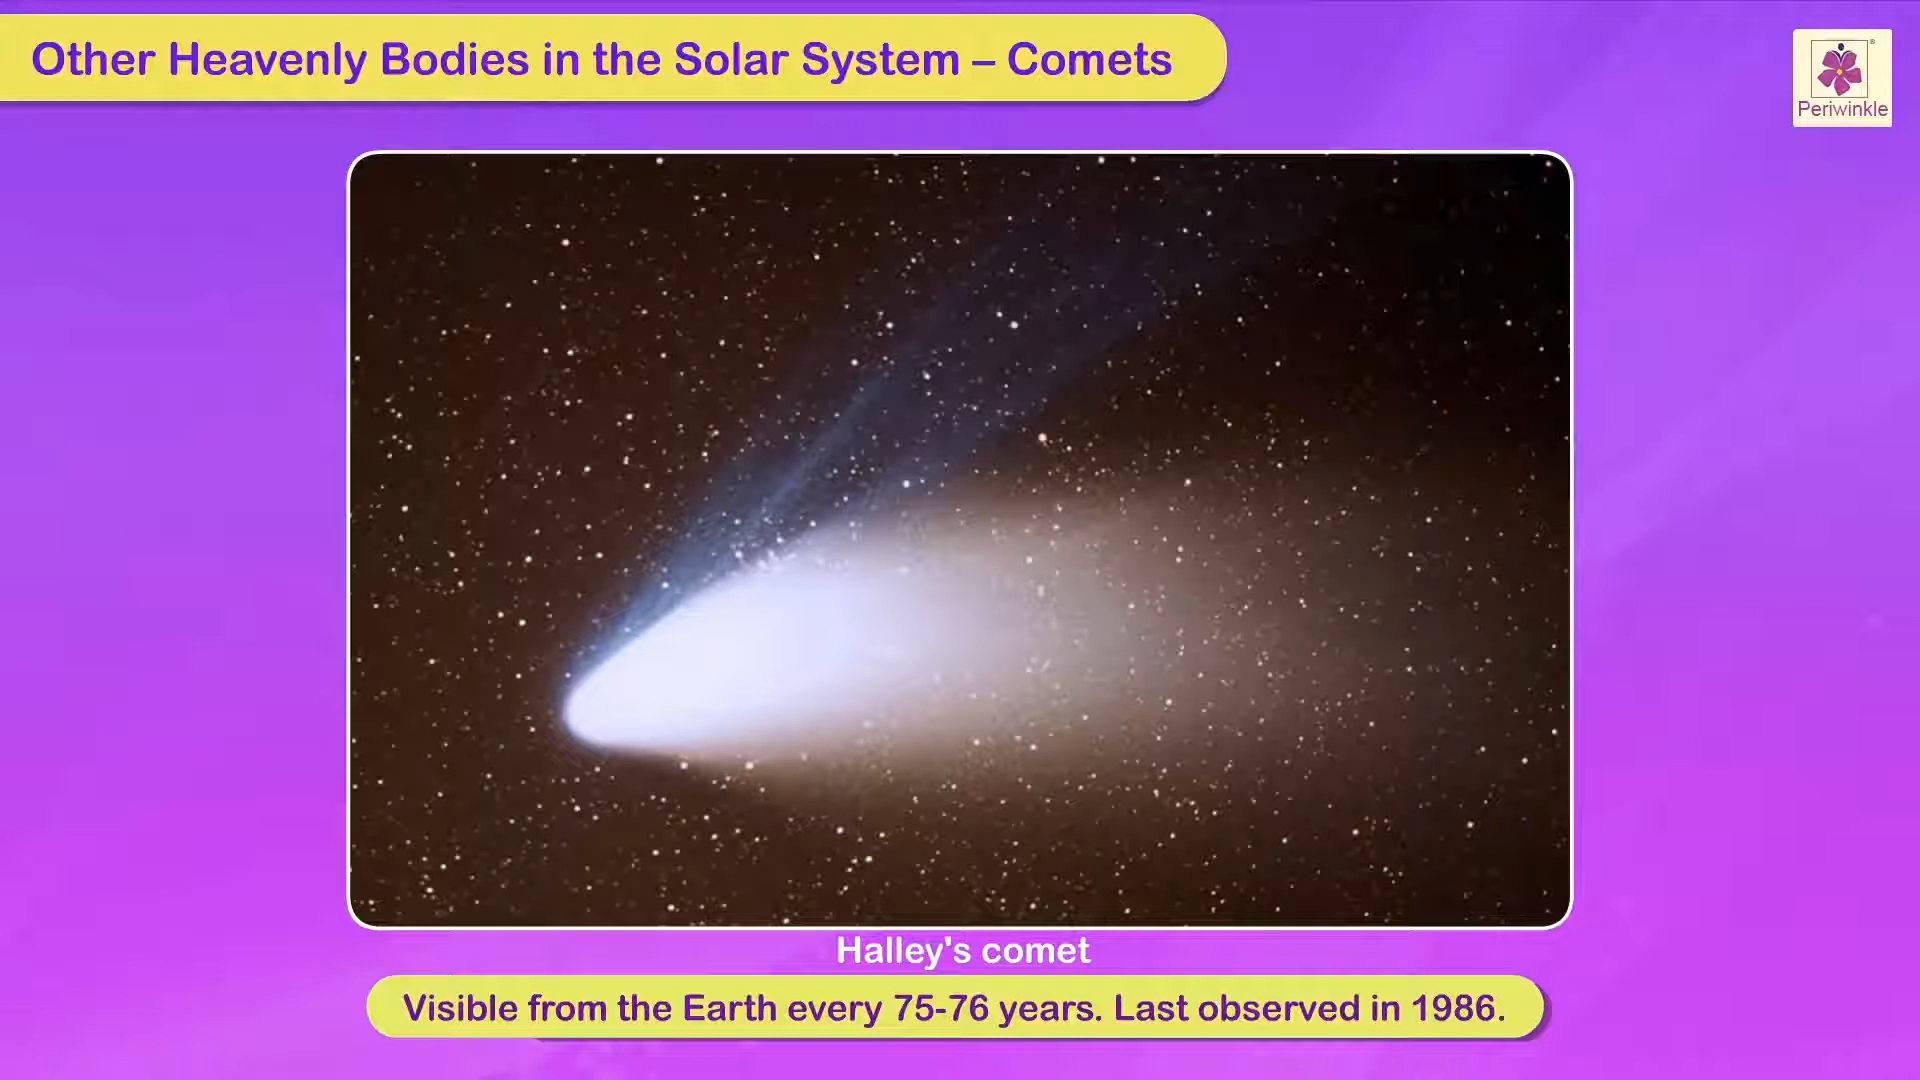 Other Heavenly Bodies in the Solar System – Comets
Periwinkle
Halley's comet
Visible from the Earth every 75-76 years. Last observed in 1986.